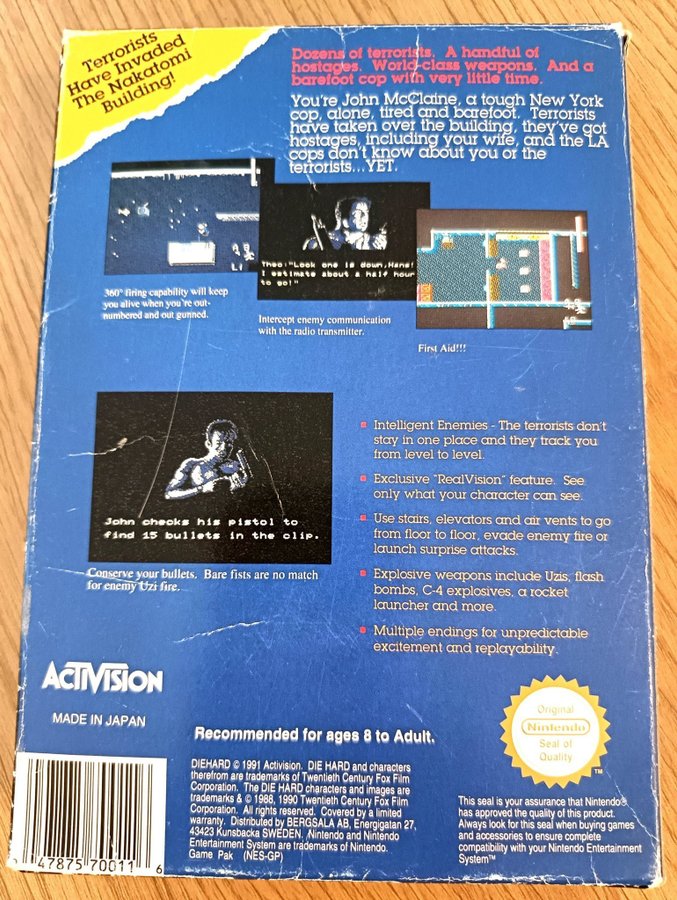 Terrorists
Have Invaded
The Nakatomi
Building!
Dozens of terrorists. A handful of
hostages. World-class weapons. And a
barefoot cop with very little time.
You're John McClaine, a tough New York
cop, alone, tired and barefoot. Terrorists
have taken over the building, they've got
hostages, including your wife, and the LA
cops don't know about you or the
terrorists...YET.
360° firing capability will keep
you alive when you're out-
numbered and out gunned.
Theo:"Look one is down,Hans!
I estimate about a half hour
to go!"
Intercept enemy communication
with the radio transmitter.
First Aid!!!
John checks his pistol to
find 15 bullets in the clip.
Conserve your bullets. Bare fists are no match
for enemy Uzi fire.
Intelligent Enemies - The terrorists don't
stay in one place and they track you
from level to level.
Exclusive "RealVision" feature. See
only what your character can see.
Use stairs, elevators and air vents to go
from floor to floor, evade enemy fire or
launch surprise attacks.
Explosive weapons include Uzis, flash
bombs, C-4 explosives, a rocket
launcher and more.
Multiple endings for unpredictable
excitement and replayability.
ACTIVISION
MADE IN JAPAN
Recommended for ages 8 to Adult.
DIEHARD © 1991 Activision. DIE HARD and characters
therefrom are trademarks of Twentieth Century Fox Film
Corporation. The DIE HARD characters and images are
trademarks & © 1988, 1990 Twentieth Century Fox Film
Corporation. All rights reserved. Covered by a limited
warranty. Distributed by BERGSALA AB, Energigatan 27,
43423 Kunsbacka SWEDEN. Nintendo and Nintendo
Entertainment System are trademarks of Nintendo.
Game Pak (NES-GP)
Original
Nintendo
Seal of
Quality
TM
This seal is your assurance that Nintendo®
has approved the quality of this product.
Always look for this seal when buying games
and accessories to ensure complete
compatibility with your Nintendo Entertainment
System™
47875 70011 6